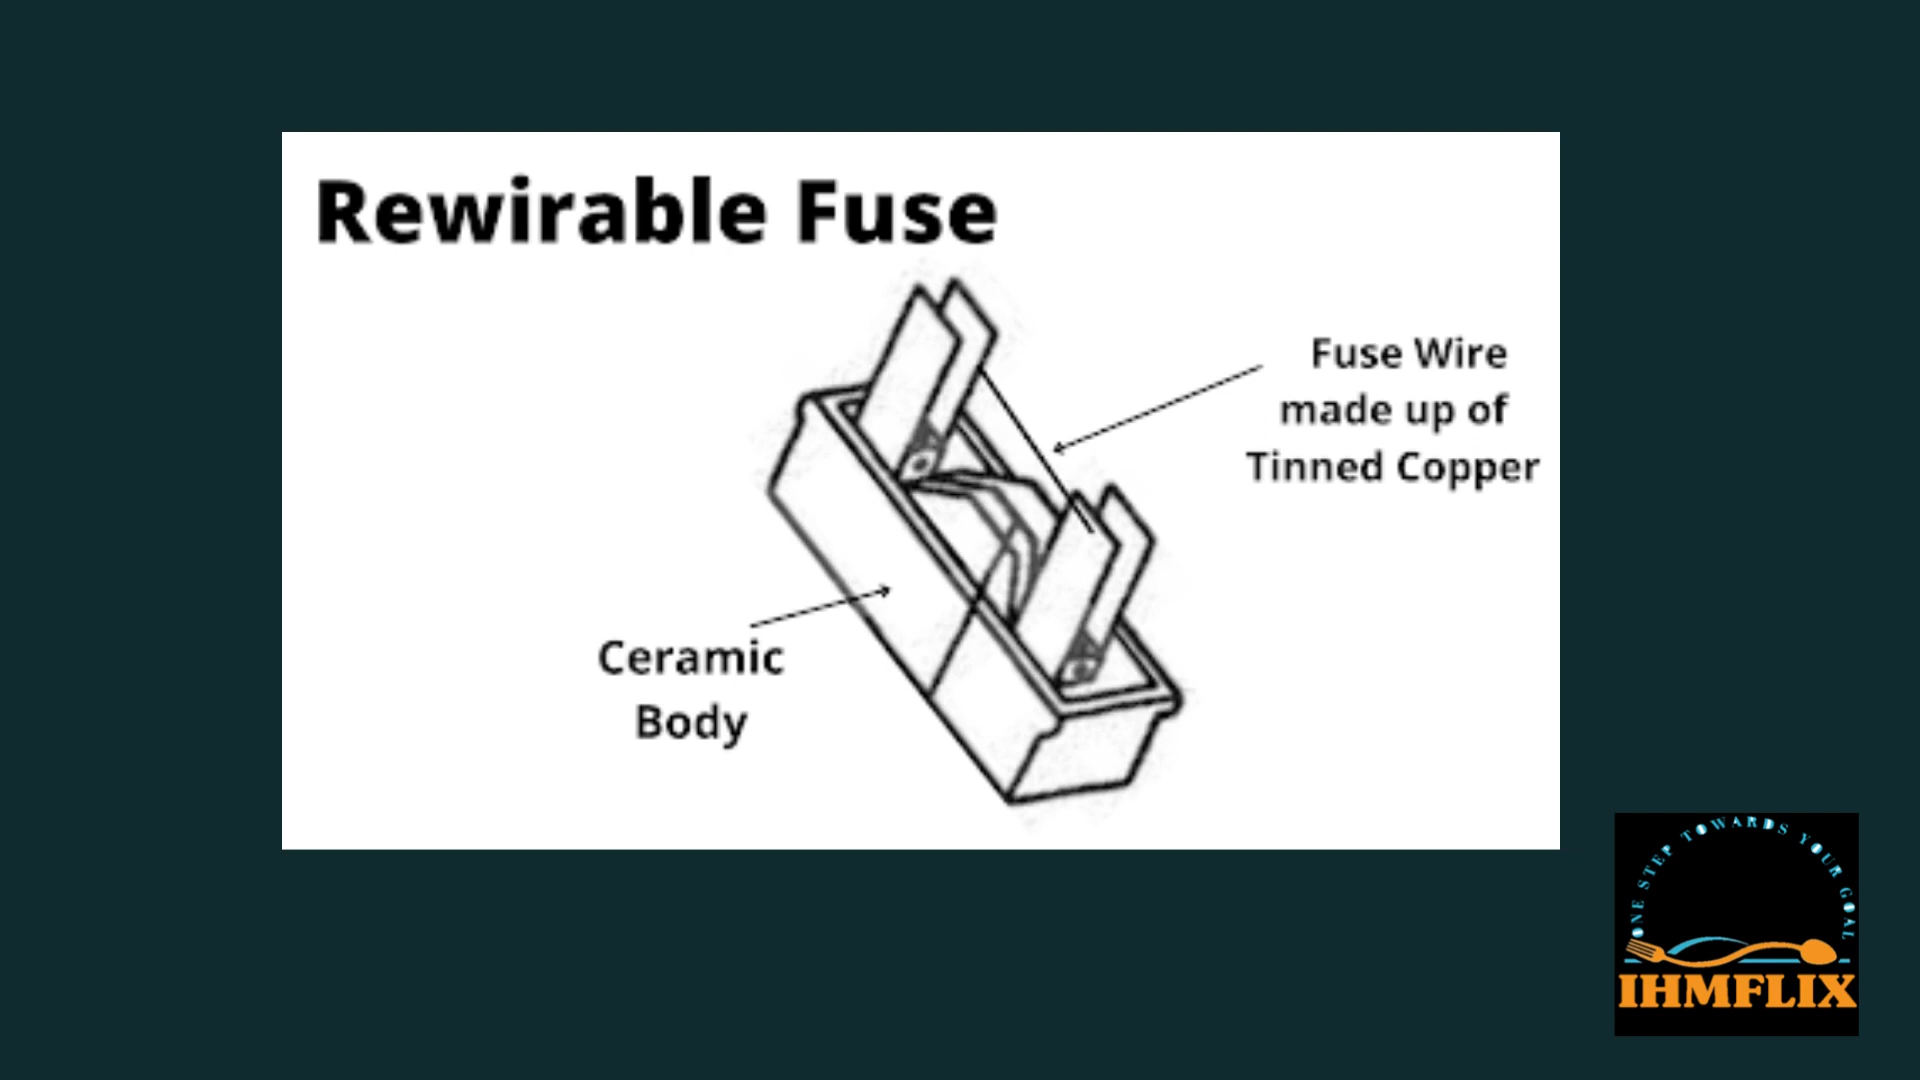 Rewirable Fuse
Fuse Wire
made up of
Tinned Copper
Ceramic
Body
ONE STEP TOWARDS YOUR GOAL
IHMFLIX